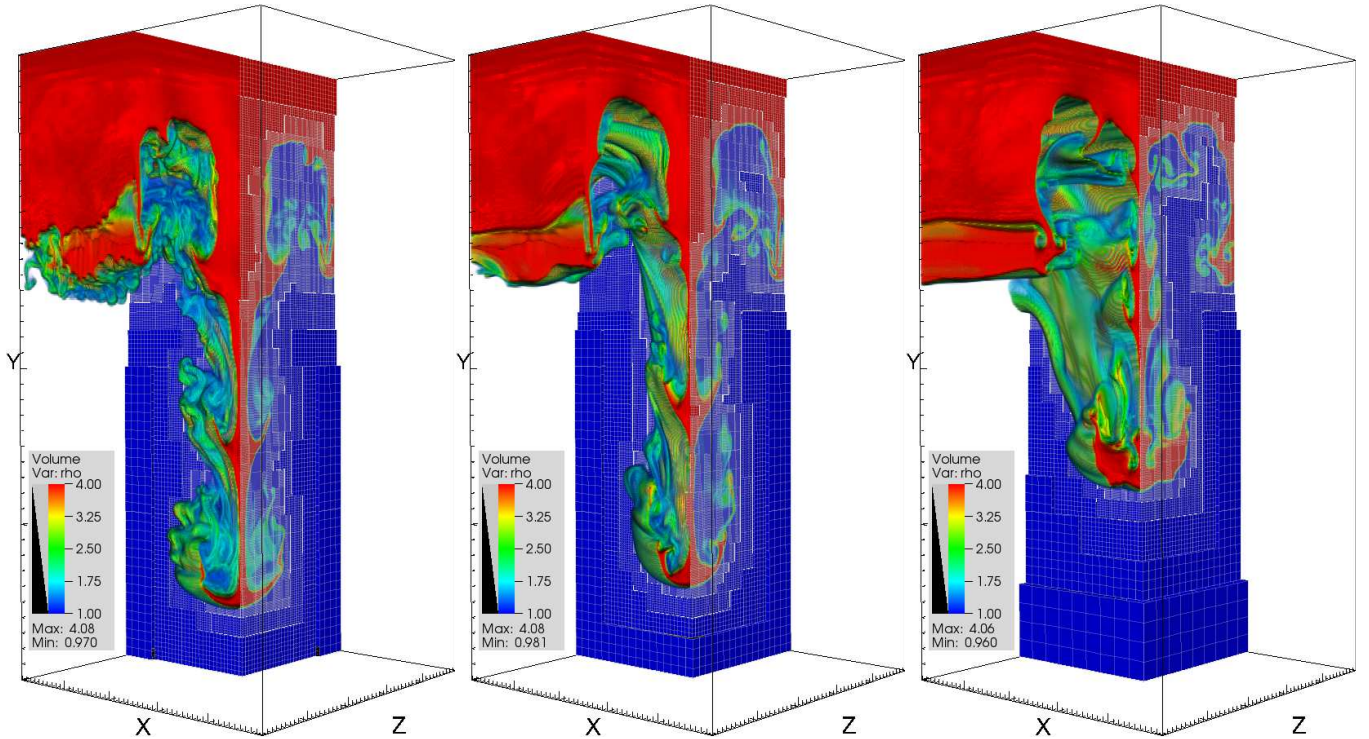 Y
Volume
Var: rho
4.00
3.25
2.50
1.75
1.00
Max: 4.08
Min: 0.970
X
Z
Y
Volume
Var: rho
4.00
3.25
2.50
1.75
1.00
Max: 4.08
Min: 0.981
X
Z
Y
Volume
Var: rho
4.00
3.25
2.50
1.75
1.00
Max: 4.06
Min: 0.960
X
Z